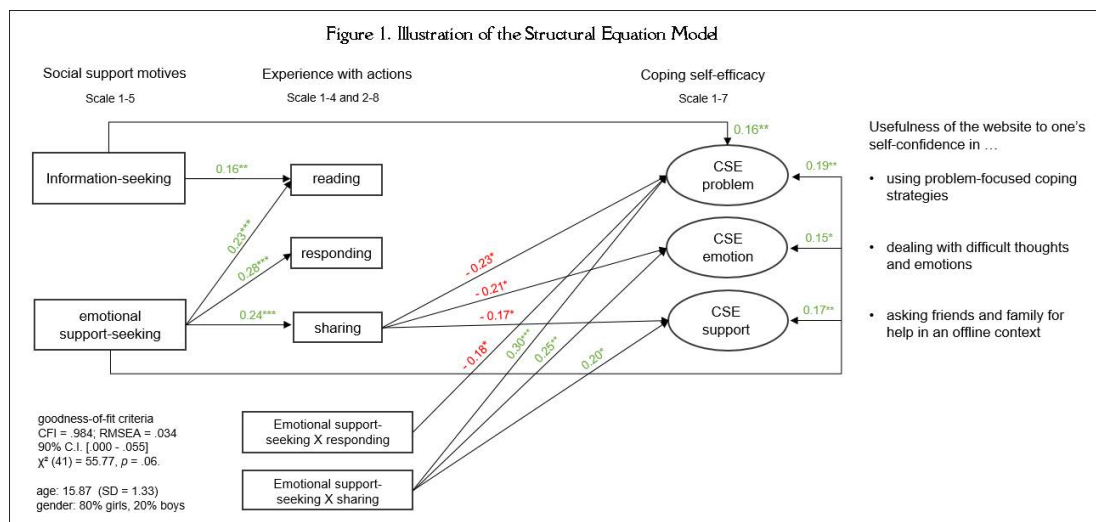 Figure 1. Illustration of the Structural Equation Model
Social support motives
Scale 1-5
Experience with actions
Scale 1-4 and 2-8
Coping self-efficacy
Scale 1-7
0.16**
Information-seeking
0.16**
reading
CSE
problem
0.19**
Usefulness of the website to one's
self-confidence in …
• using problem-focused coping
strategies
0.23***
0.28***
responding
- 0.23*
CSE
emotion
0.15*
• dealing with difficult thoughts
and emotions
- 0.21*
emotional
support-seeking
0.24***
sharing
- 0.17*
CSE
support
0.17**
• asking friends and family for
help in an offline context
- 0.18*
0.30***
0.25**
0.20*
goodness-of-fit criteria
CFI = .984; RMSEA = .034
90% C.I. [.000 - .055]
χ² (41) = 55.77, p = .06.
age: 15.87 (SD = 1.33)
gender: 80% girls, 20% boys
Emotional support-
seeking X responding
Emotional support-
seeking X sharing